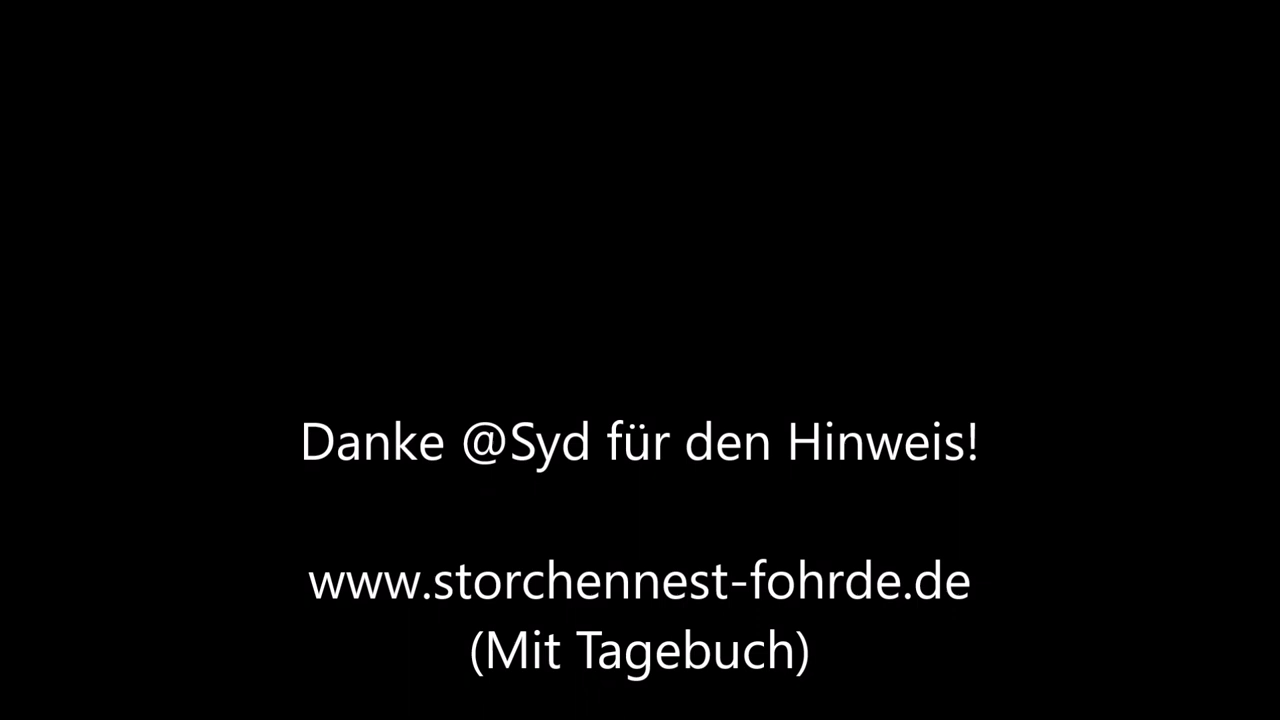 Danke @Syd für den Hinweis!
www.storchennest-fohrde.de
(Mit Tagebuch)